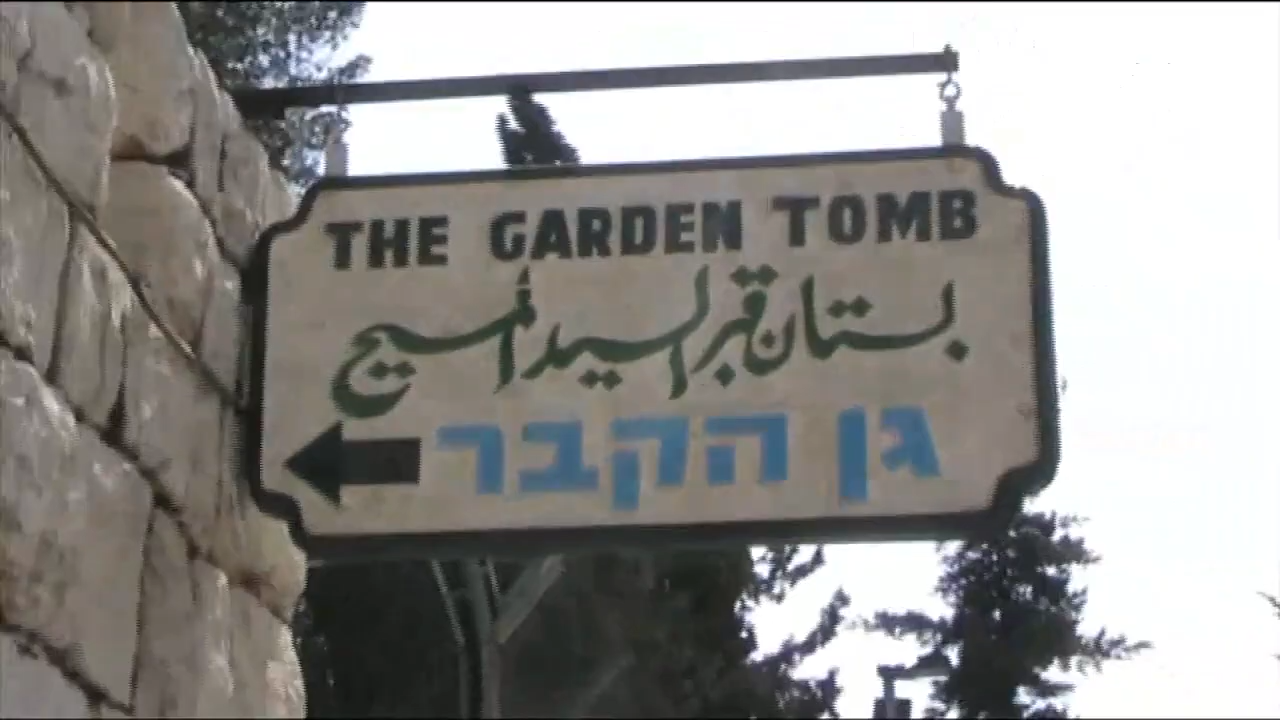 THE GARDEN TOMB
بستان قبر السيد المسيح
גן הקבר